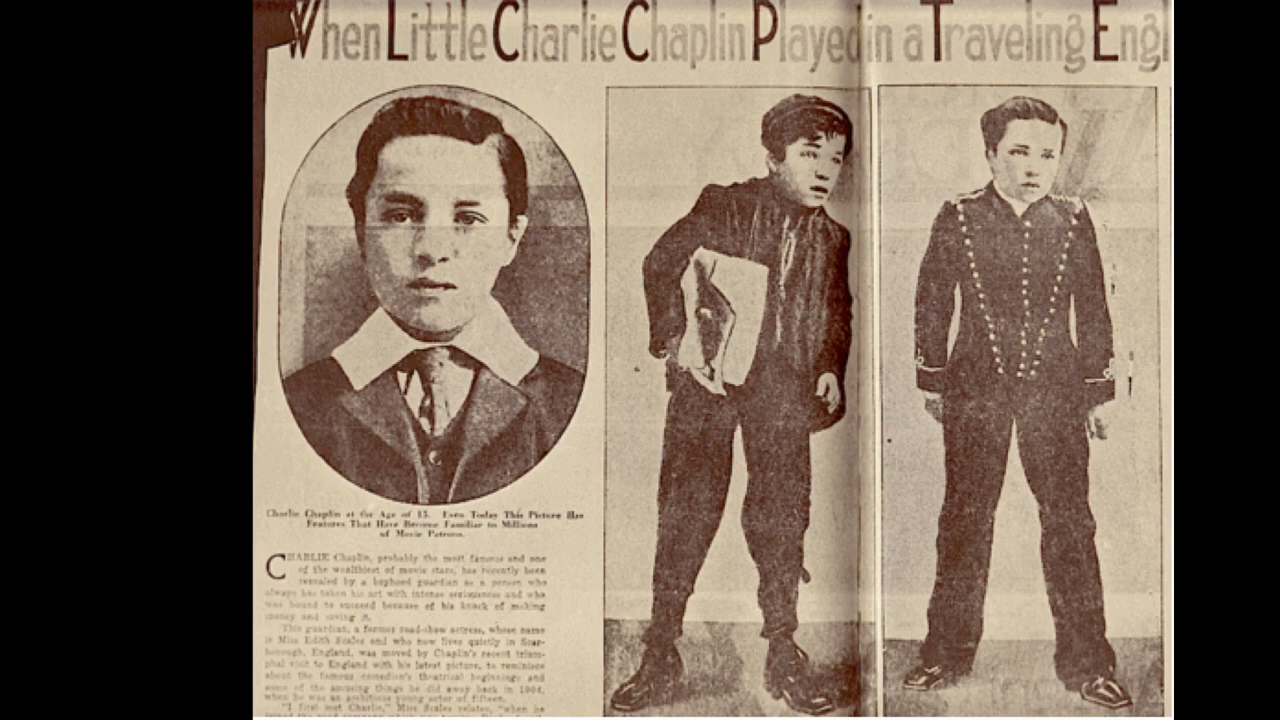 When Little Charlie Chaplin Played in a Traveling Engl
Charlie Chaplin at the Age of 15. Even Today This Picture Has
Features That Have Become Familiar to Millions
of Movie Patrons.
CHARLIE Chaplin, probably the most famous and one
of the wealthiest of movie stars, has recently been
revealed by a boyhood guardian as a person who
always has taken his art with intense seriousness and who
was bound to succeed because of his knack of making
money and saving it.
This guardian, a former road-show actress, whose name
is Miss Edith Scales and who now lives quietly in Scar-
borough, England, was moved by Chaplin's recent trium-
phal visit to England with his latest picture, to reminisce
about the famous comedian's theatrical beginnings and
some of the amusing things he did away back in 1904,
when he was an ambitious young actor of fifteen.
"I first met Charlie," Miss Scales relates, "when he
joined the road company which